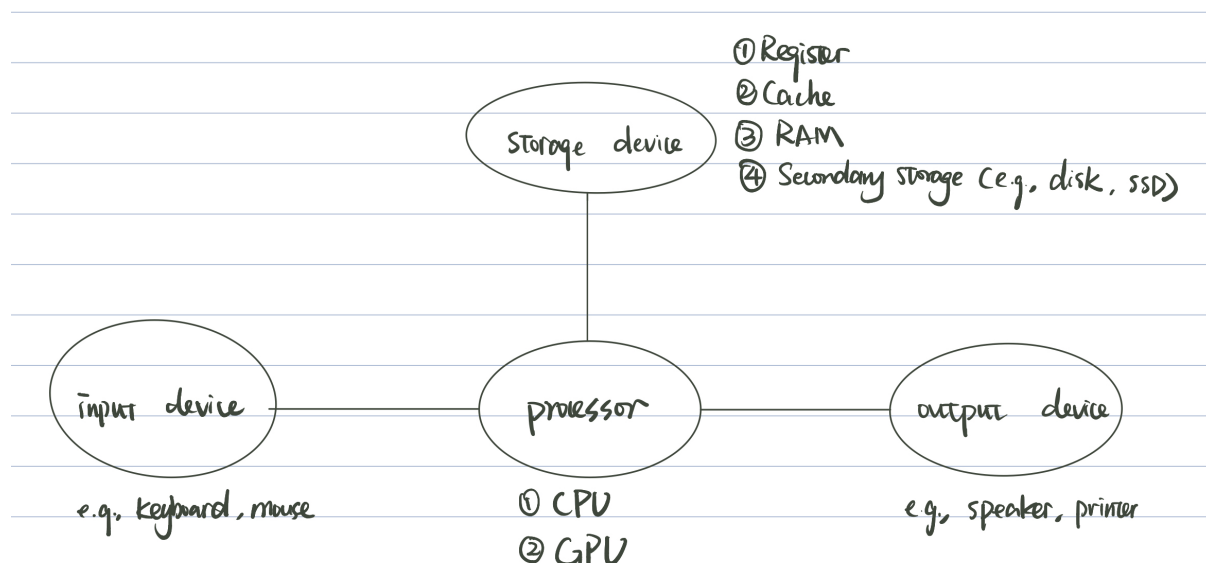 ① Register
② Cache
③ RAM
④ Secondary storage (e.g., disk, SSD)
storage device
input device
processor
output device
e.g., keyboard, mouse
① CPU
② GPU
e.g., speaker, printer